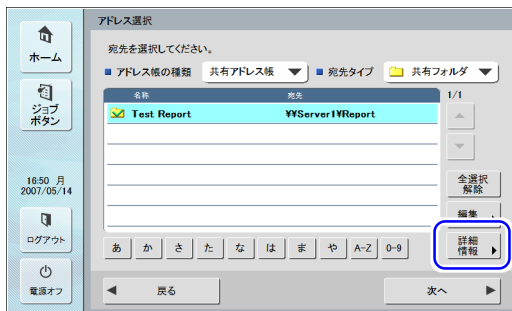 アドレス選択
ホーム
宛先を選択してください。
アドレス帳の種類 共有アドレス帳 宛先タイプ 共有フォルダ
名称 宛先 1/1
Test Report ¥¥Server1¥Report
ジョブ
ボタン
16:50 月
2007/05/14
全選択
解除
編集
ログアウト
あ か さ た な は ま や A-Z 0-9
詳細
情報
電源オフ
戻る
次へ